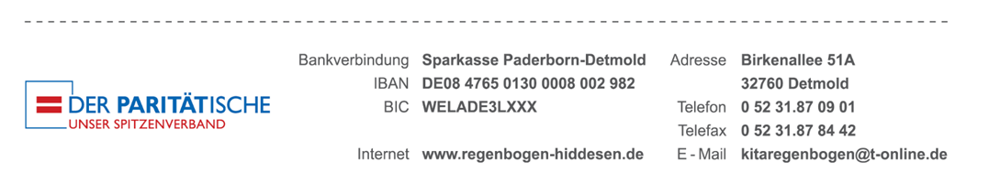 DER PARITÄTISCHE
UNSER SPITZENVERBAND
Bankverbindung Sparkasse Paderborn-Detmold
IBAN DE08 4765 0130 0008 002 982
BIC WELADE3LXXX
Internet www.regenbogen-hiddesen.de
Adresse Birkenallee 51A
32760 Detmold
Telefon 0 52 31.87 09 01
Telefax 0 52 31.87 84 42
E - Mail kitaregenbogen@t-online.de